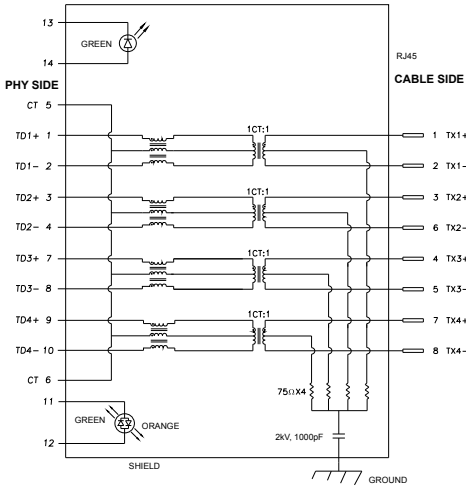 13
GREEN
14
RJ45
PHY SIDE
CABLE SIDE
CT 5
TD1+ 1
1CT:1
1 TX1+
TD1- 2
2 TX1-
TD2+ 3
1CT:1
3 TX2+
TD2- 4
6 TX2-
TD3+ 7
1CT:1
4 TX3+
TD3- 8
5 TX3-
TD4+ 9
1CT:1
7 TX4+
TD4- 10
8 TX4-
CT 6
75ΩX4
11
GREEN
ORANGE
12
2kV, 1000pF
SHIELD
GROUND